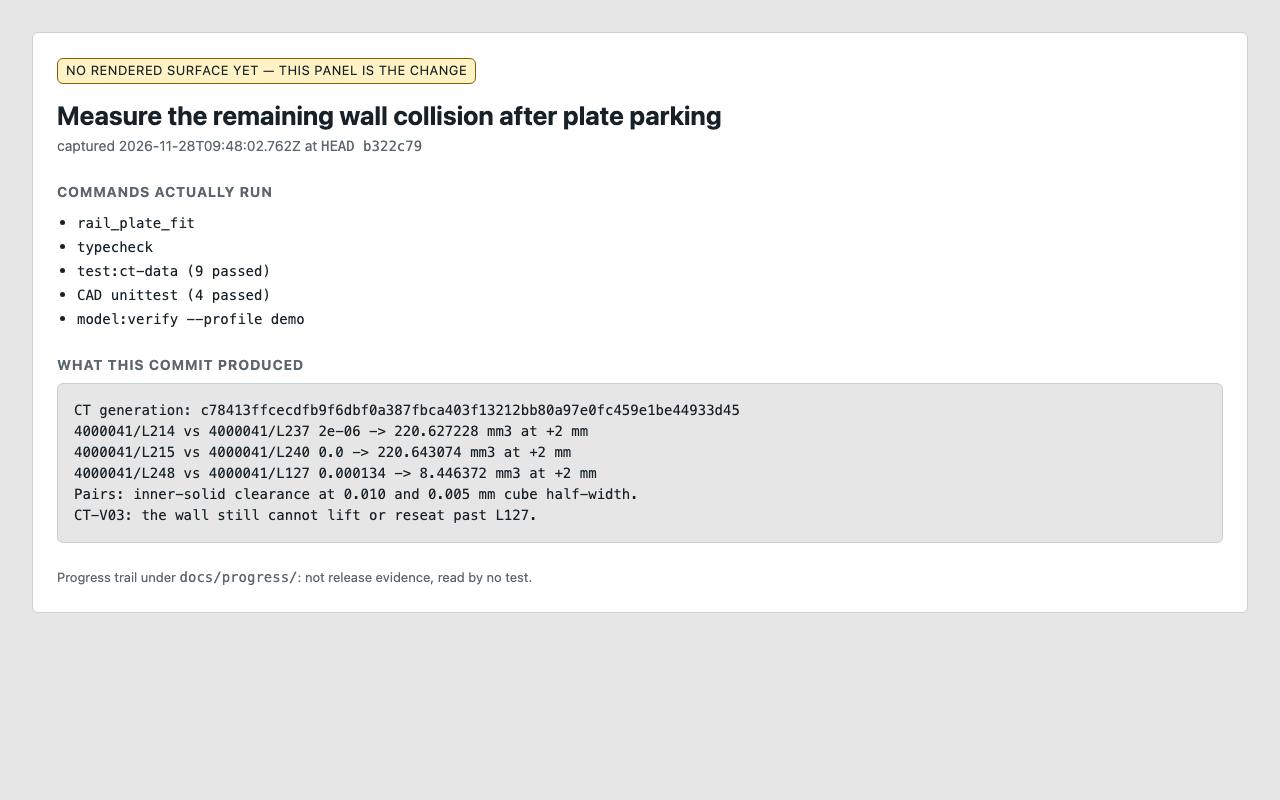 NO RENDERED SURFACE YET — THIS PANEL IS THE CHANGE
Measure the remaining wall collision after plate parking
captured 2026-11-28T09:48:02.762Z at HEAD b322c79
COMMANDS ACTUALLY RUN
• rail_plate_fit
• typecheck
• test:ct-data (9 passed)
• CAD unittest (4 passed)
• model:verify --profile demo
WHAT THIS COMMIT PRODUCED
CT generation: c78413ffcecdfb9f6dbf0a387fbca403f13212bb80a97e0fc459e1be44933d45
4000041/L214 vs 4000041/L237 2e-06 -> 220.627228 mm3 at +2 mm
4000041/L215 vs 4000041/L240 0.0 -> 220.643074 mm3 at +2 mm
4000041/L248 vs 4000041/L127 0.000134 -> 8.446372 mm3 at +2 mm
Pairs: inner-solid clearance at 0.010 and 0.005 mm cube half-width.
CT-V03: the wall still cannot lift or reseat past L127.
Progress trail under docs/progress/: not release evidence, read by no test.